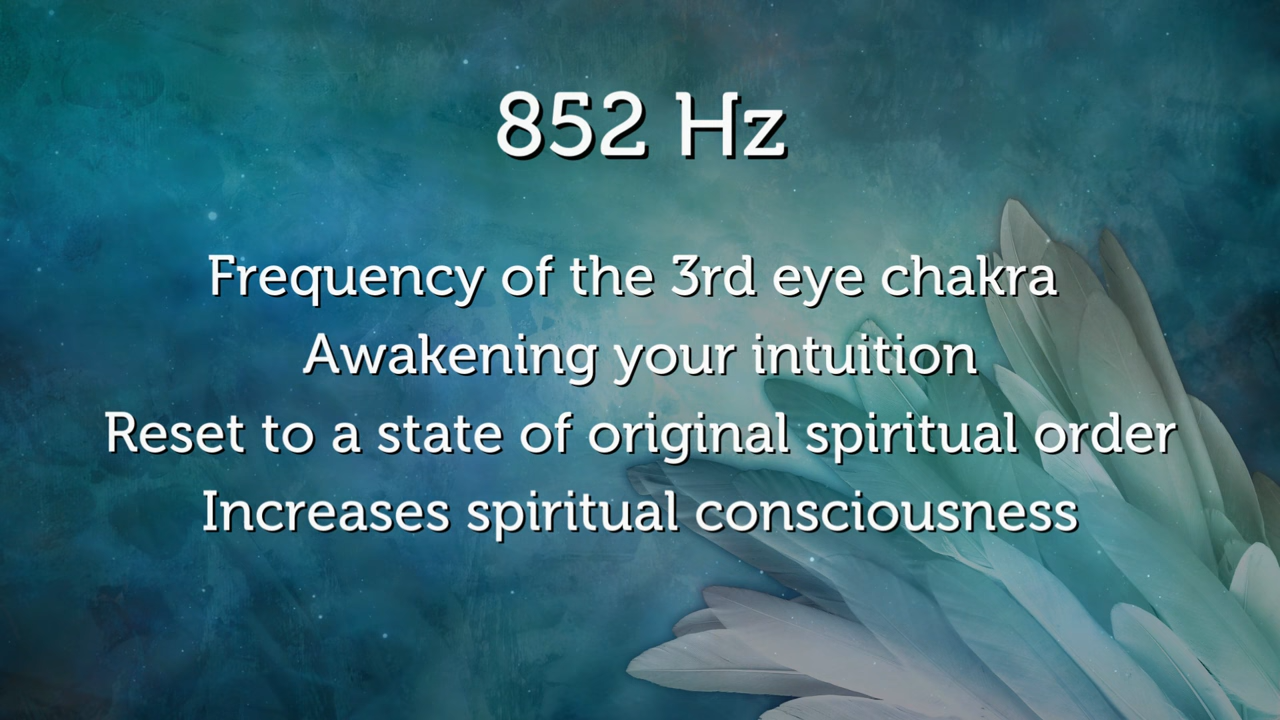 852 Hz
Frequency of the 3rd eye chakra
Awakening your intuition
Reset to a state of original spiritual order
Increases spiritual consciousness